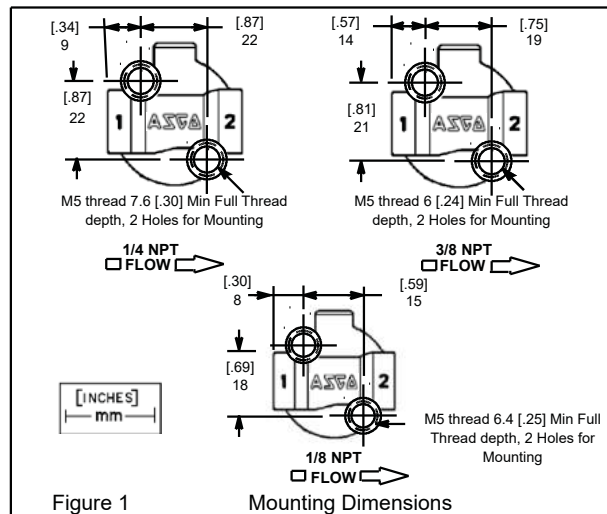 [.34]
9
[.87]
22
[.87]
22
1
ASCO
2
M5 thread 7.6 [.30] Min Full Thread
depth, 2 Holes for Mounting
1/4 NPT
FLOW
[.57]
14
[.75]
19
[.81]
21
1
ASCO
2
M5 thread 6 [.24] Min Full Thread
depth, 2 Holes for Mounting
3/8 NPT
FLOW
[.30]
8
[.59]
15
[.69]
18
1
ASCO
2
M5 thread 6.4 [.25] Min Full
Thread depth, 2 Holes for
Mounting
1/8 NPT
FLOW
[INCHES]
mm
Figure 1 Mounting Dimensions